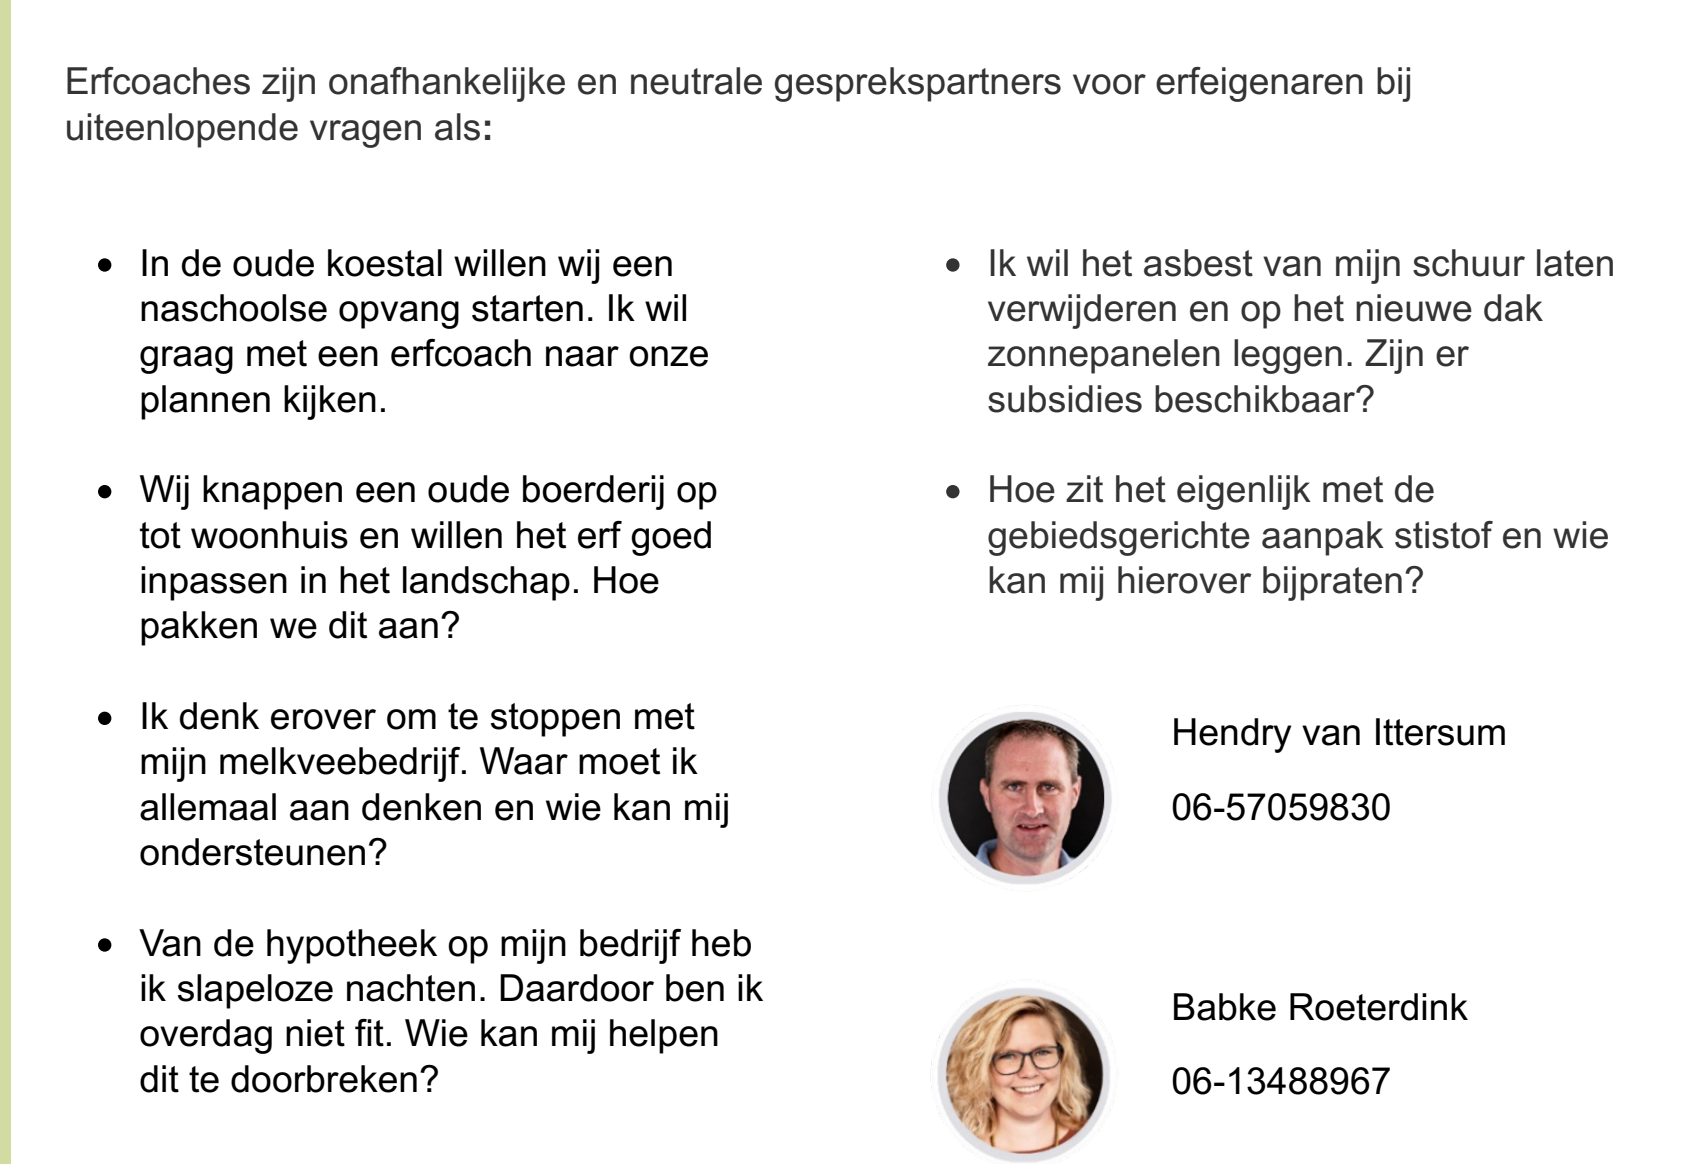 Erfcoaches zijn onafhankelijke en neutrale gesprekspartners voor erfeigenaren bij
uiteenlopende vragen als:
• In de oude koestal willen wij een
naschoolse opvang starten. Ik wil
graag met een erfcoach naar onze
plannen kijken.
• Wij knappen een oude boerderij op
tot woonhuis en willen het erf goed
inpassen in het landschap. Hoe
pakken we dit aan?
• Ik denk erover om te stoppen met
mijn melkveebedrijf. Waar moet ik
allemaal aan denken en wie kan mij
ondersteunen?
• Van de hypotheek op mijn bedrijf heb
ik slapeloze nachten. Daardoor ben ik
overdag niet fit. Wie kan mij helpen
dit te doorbreken?
• Ik wil het asbest van mijn schuur laten
verwijderen en op het nieuwe dak
zonnepanelen leggen. Zijn er
subsidies beschikbaar?
• Hoe zit het eigenlijk met de
gebiedsgerichte aanpak stistof en wie
kan mij hierover bijpraten?
Hendry van Ittersum
06-57059830
Babke Roeterdink
06-13488967